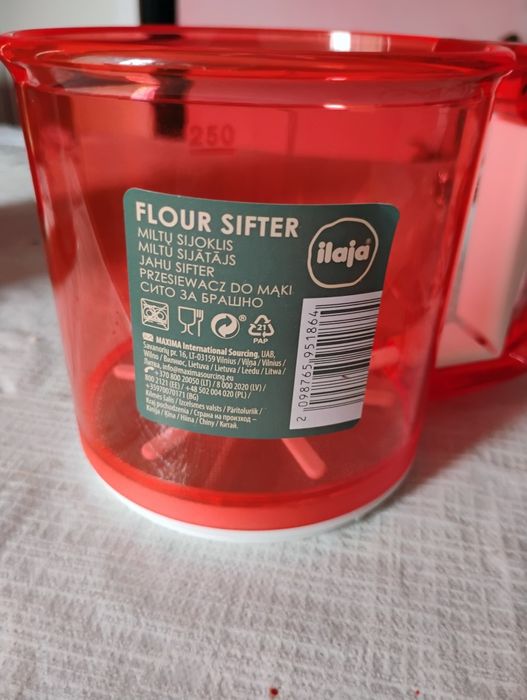 250
FLOUR SIFTER
ilaja®
MILTŲ SIJOKLIS
MILTU SIJĀTĀJS
JAHU SIFTER
PRZESIEWACZ DO MĄKI
СИТО ЗА БРАШНО
21
PAP
MAXIMA International Sourcing, UAB,
Savanorių pr. 16, LT-03159 Vilnius / Viļņa / Vilnius /
Wilno / Вилнюс, Lietuva / Lietuva / Leedu / Litwa /
Литва, info@maximasourcing.eu
+370 800 20050 (LT) / 8 000 2020 (LV) /
800 2121 (EE) / +48 502 004 020 (PL) /
+35970070171 (BG)
Kilmės šalis / Izcelsmes valsts / Päritoluriik /
Kraj pochodzenia / Страна на произход –
Kinija / Ķīna / Hiina / Chiny / Китай.
2 098765 951864